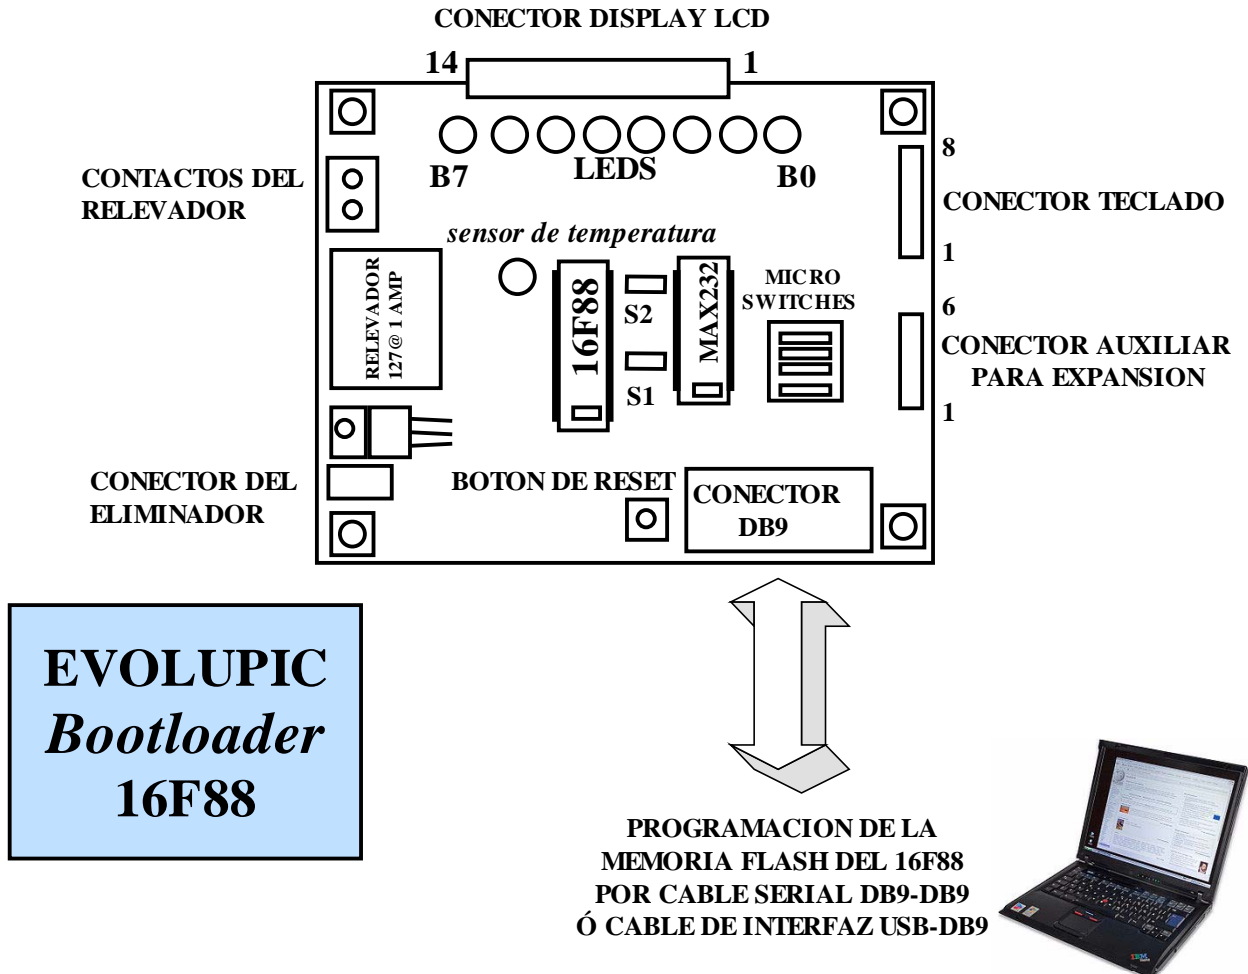 CONECTOR DISPLAY LCD
14
1
B7
LEDS
B0
8
CONTACTOS DEL
RELEVADOR
CONECTOR TECLADO
1
sensor de temperatura
RELEVADOR
127@ 1 AMP
16F88
S2
S1
MAX232
MICRO
SWITCHES
6
CONECTOR AUXILIAR
PARA EXPANSION
1
CONECTOR DEL
ELIMINADOR
BOTON DE RESET
CONECTOR
DB9
EVOLUPIC
Bootloader
16F88
PROGRAMACION DE LA
MEMORIA FLASH DEL 16F88
POR CABLE SERIAL DB9-DB9
Ó CABLE DE INTERFAZ USB-DB9